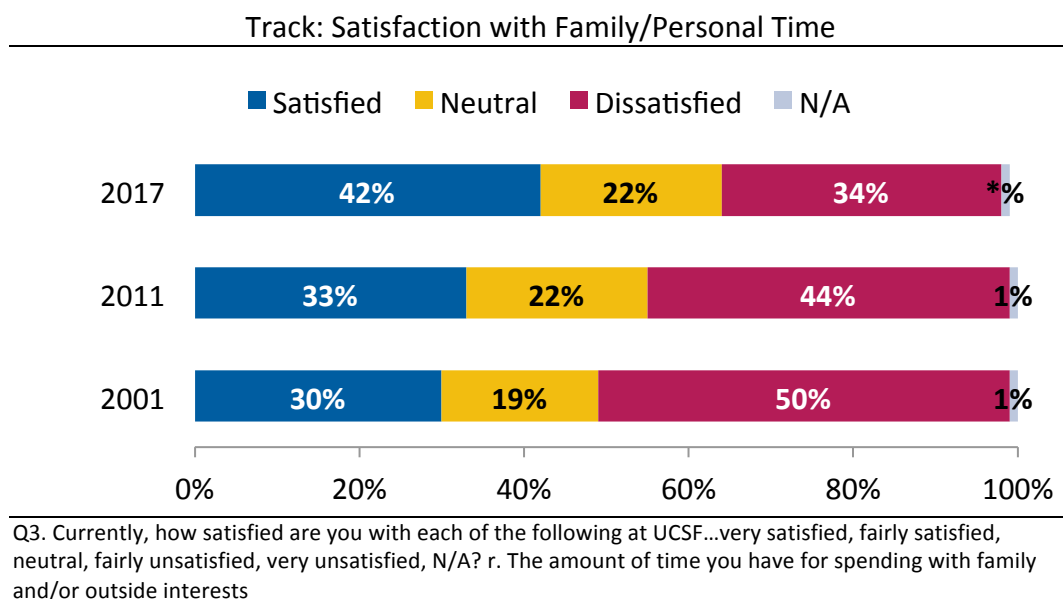 Track: Satisfaction with Family/Personal Time
Satisfied Neutral Dissatisfied N/A
2017 42% 22% 34% *%
2011 33% 22% 44% 1%
2001 30% 19% 50% 1%
0% 20% 40% 60% 80% 100%
Q3. Currently, how satisfied are you with each of the following at UCSF…very satisfied, fairly satisfied,
neutral, fairly unsatisfied, very unsatisfied, N/A? r. The amount of time you have for spending with family
and/or outside interests